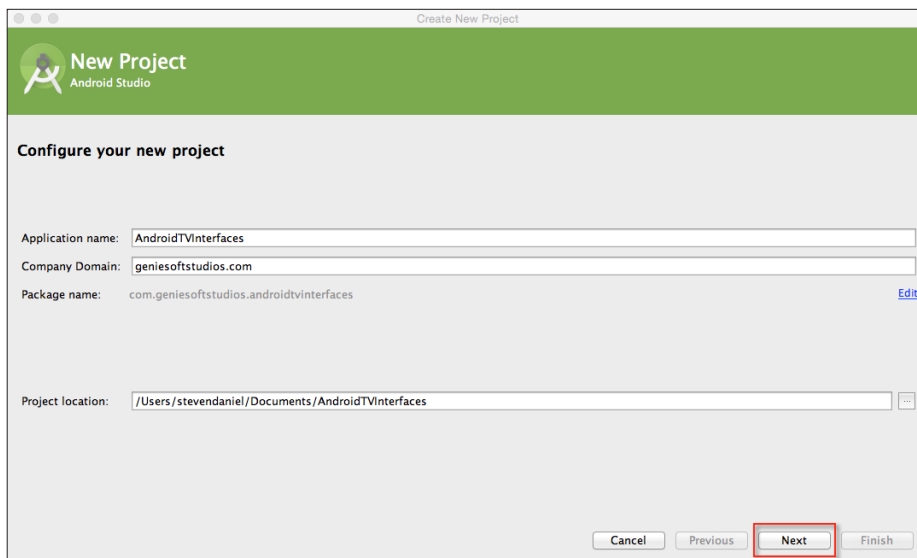 Create New Project
New Project
Android Studio
Configure your new project
Application name: AndroidTVInterfaces
Company Domain: geniesoftstudios.com
Package name: com.geniesoftstudios.androidtvinterfaces Edit
Project location: /Users/stevendaniel/Documents/AndroidTVInterfaces ...
Cancel Previous Next Finish